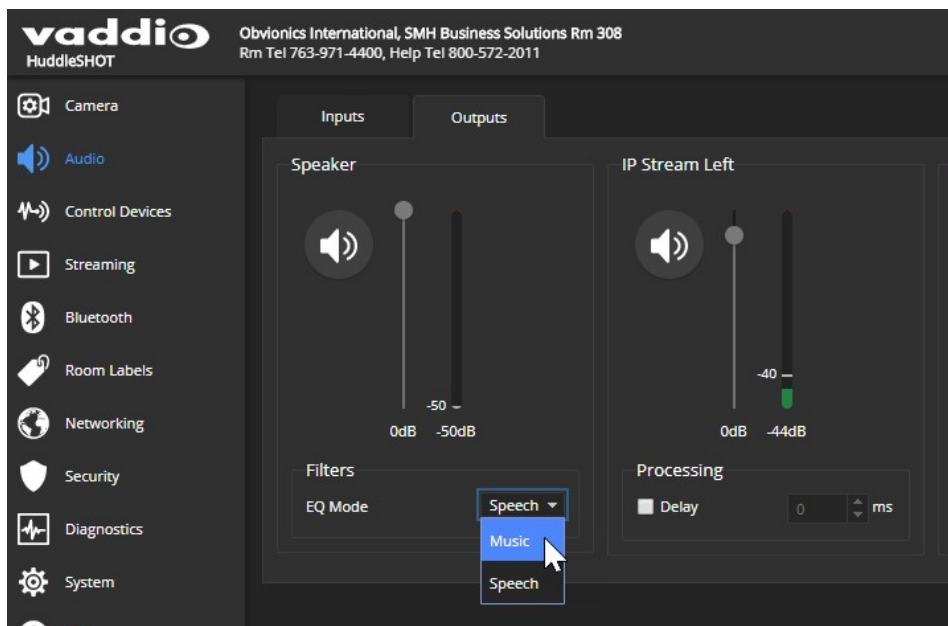 vaddio
HuddleSHOT
Obvionics International, SMH Business Solutions Rm 308
Rm Tel 763-971-4400, Help Tel 800-572-2011
Camera
Audio
Control Devices
Streaming
Bluetooth
Room Labels
Networking
Security
Diagnostics
System
Inputs
Outputs
Speaker
-50
0dB -50dB
Filters
EQ Mode
Speech
Music
Speech
IP Stream Left
-40
0dB -44dB
Processing
Delay
0 ms